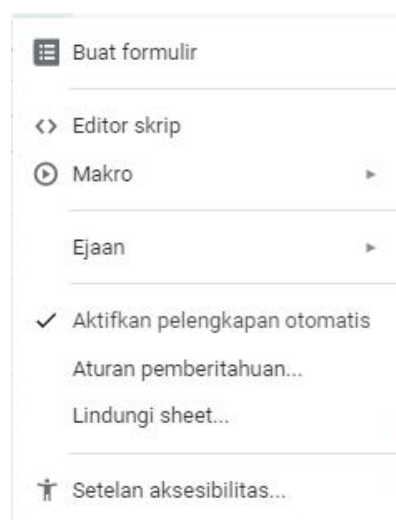 Buat formulir
Editor skrip
Makro
Ejaan
Aktifkan pelengkapan otomatis
Aturan pemberitahuan...
Lindungi sheet...
Setelan aksesibilitas...